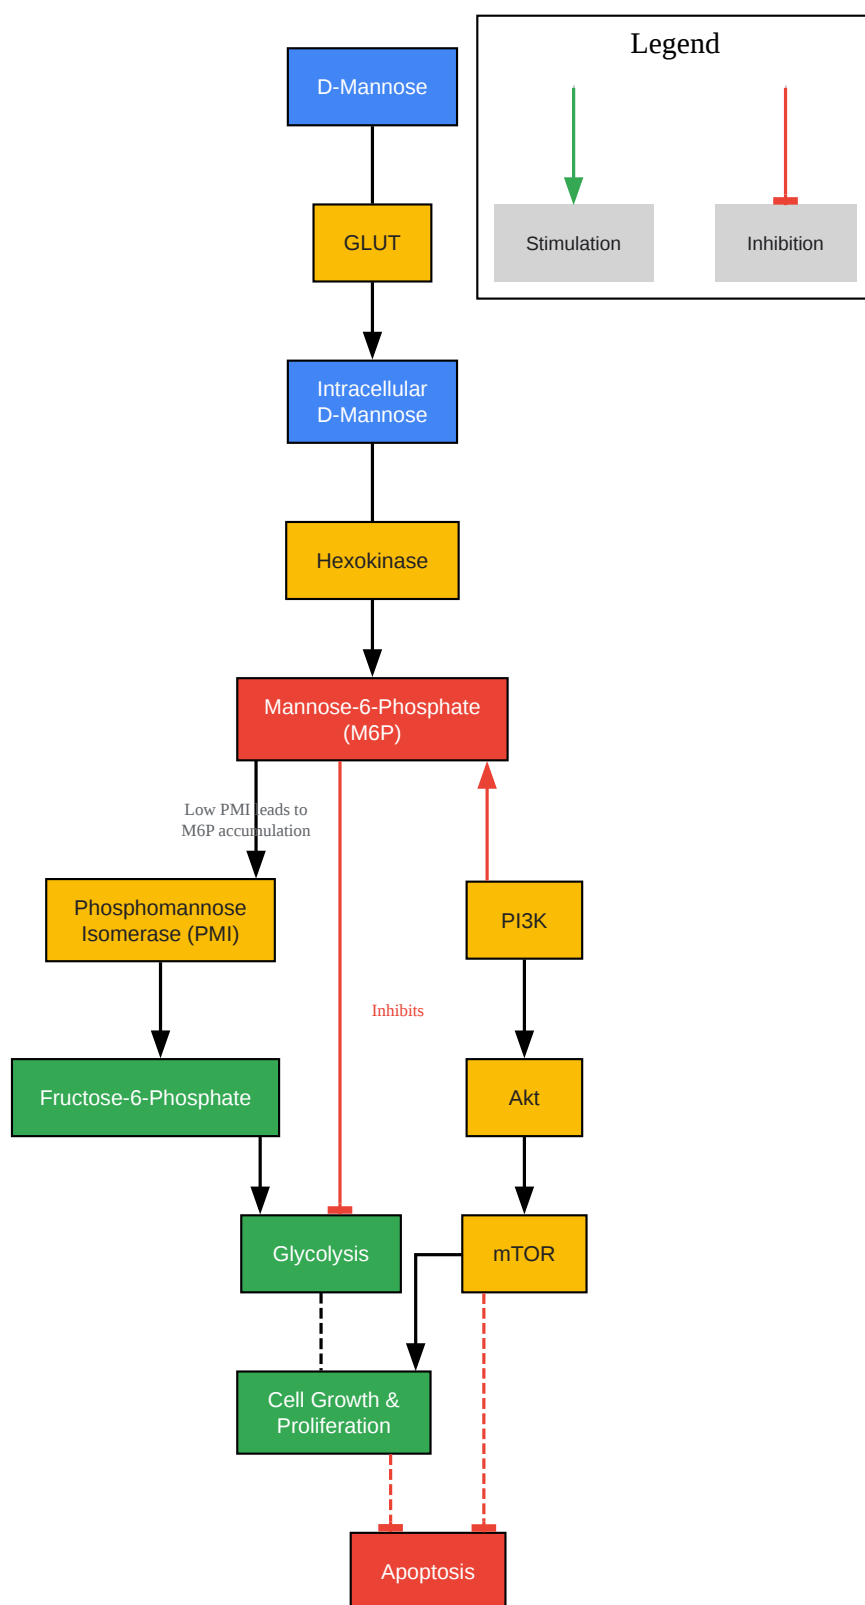 Legend
D-Mannose
GLUT
Stimulation
Inhibition
Intracellular
D-Mannose
Hexokinase
Mannose-6-Phosphate
(M6P)
Low PMI leads to
M6P accumulation
Phosphomannose
Isomerase (PMI)
PI3K
Inhibits
Fructose-6-Phosphate
Akt
Glycolysis
mTOR
Cell Growth &
Proliferation
Apoptosis